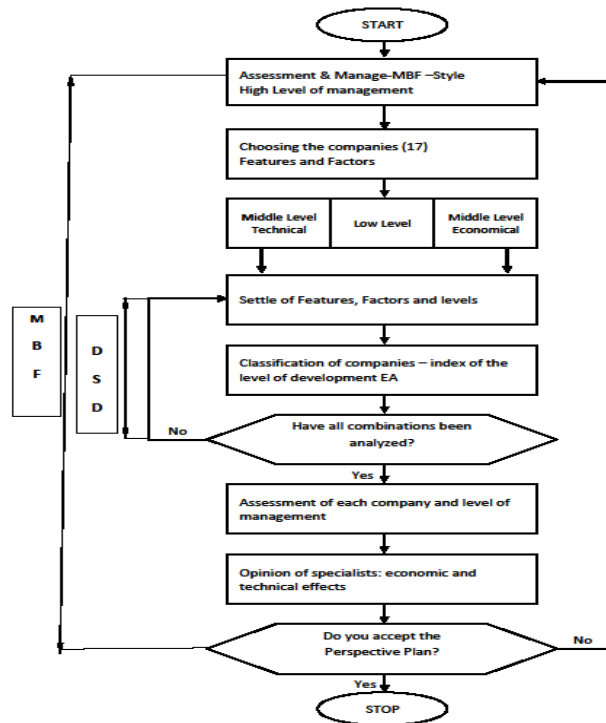 START
Assessment & Manage-MBF –Style
High Level of management
Choosing the companies (17)
Features and Factors
Middle Level
Technical
Low Level
Middle Level
Economical
M
B
F
D
S
D
Settle of Features, Factors and levels
Classification of companies – index of the
level of development EA
Have all combinations been
analyzed?
No
Yes
Assessment of each company and level of
management
Opinion of specialists: economic and
technical effects
Do you accept the
Perspective Plan?
No
Yes
STOP